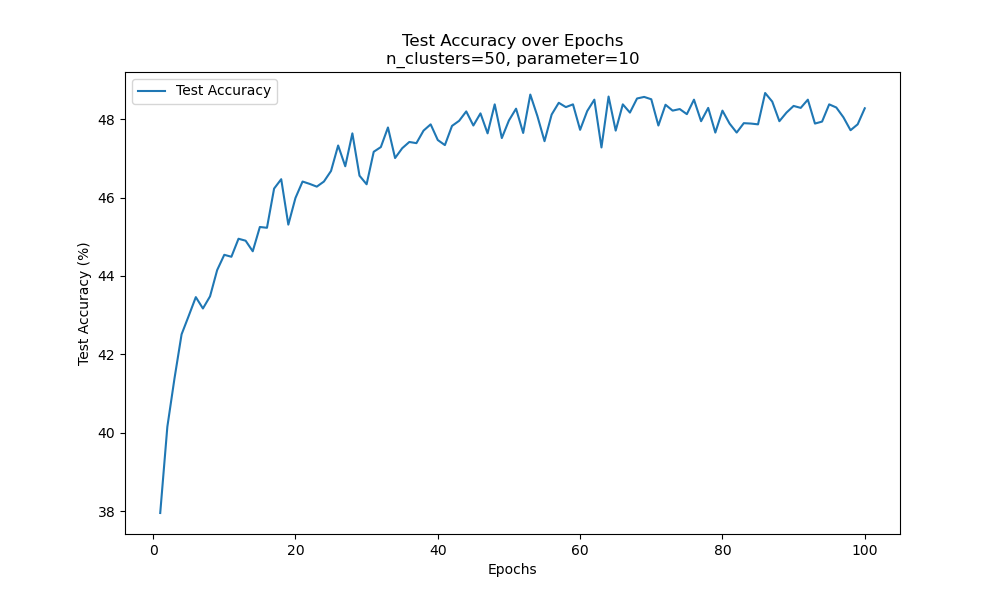 Test Accuracy over Epochs
n_clusters=50, parameter=10
Test Accuracy
Test Accuracy (%)
48
46
44
42
40
38
0 20 40 60 80 100
Epochs